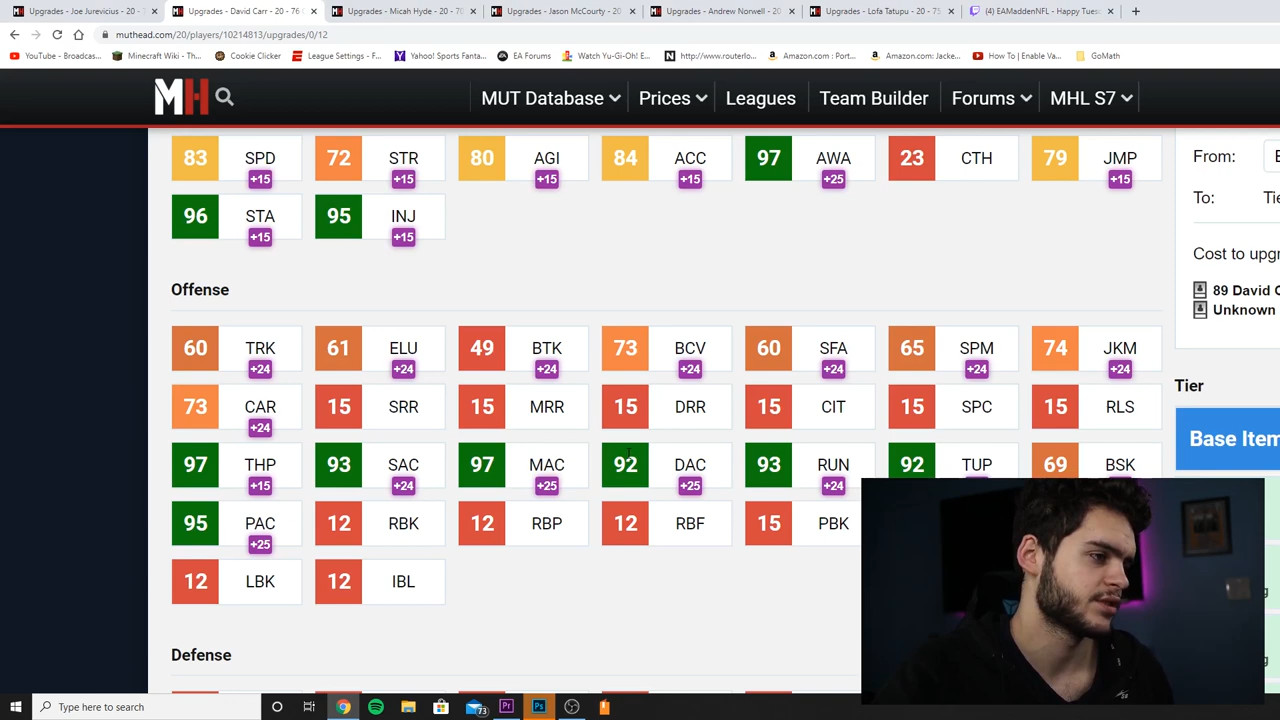 Upgrades - Joe Jurevicius - 20 - 7
Upgrades - David Carr - 20 - 76
Upgrades - Micah Hyde - 20 - 70
Upgrades - Jason McCourty - 20 -
Upgrades - Andrew Norwell - 20
Upgrades - Lofa Tatupu - 20 - 75
(4) EAMaddenNFL - Happy Tues
muthead.com/20/players/10214813/upgrades/0/12
YouTube - Broadcas...
Minecraft Wiki - Th...
Cookie Clicker
League Settings - F...
Yahoo! Sports Fanta...
EA Forums
Watch Yu-Gi-Oh! E...
http://www.routerlo...
Amazon.com : Port...
Amazon.com: Jacke...
How To | Enable Va...
GoMath
MH
MUT Database
Prices
Leagues
Team Builder
Forums
MHL S7
83 SPD +15
72 STR +15
80 AGI +15
84 ACC +15
97 AWA +25
23 CTH
79 JMP +15
96 STA +15
95 INJ +15
From:
To: Tie
Cost to upg
89 David C
Unknown
Tier
Base Item
Offense
60 TRK +24
61 ELU +24
49 BTK +24
73 BCV +24
60 SFA +24
65 SPM +24
74 JKM +24
73 CAR +24
15 SRR
15 MRR
15 DRR
15 CIT
15 SPC
15 RLS
97 THP +15
93 SAC +24
97 MAC +25
92 DAC +25
93 RUN +24
92 TUP
69 BSK
95 PAC +25
12 RBK
12 RBP
12 RBF
15 PBK
12 LBK
12 IBL
Defense
Type here to search
73
Pr
Ps